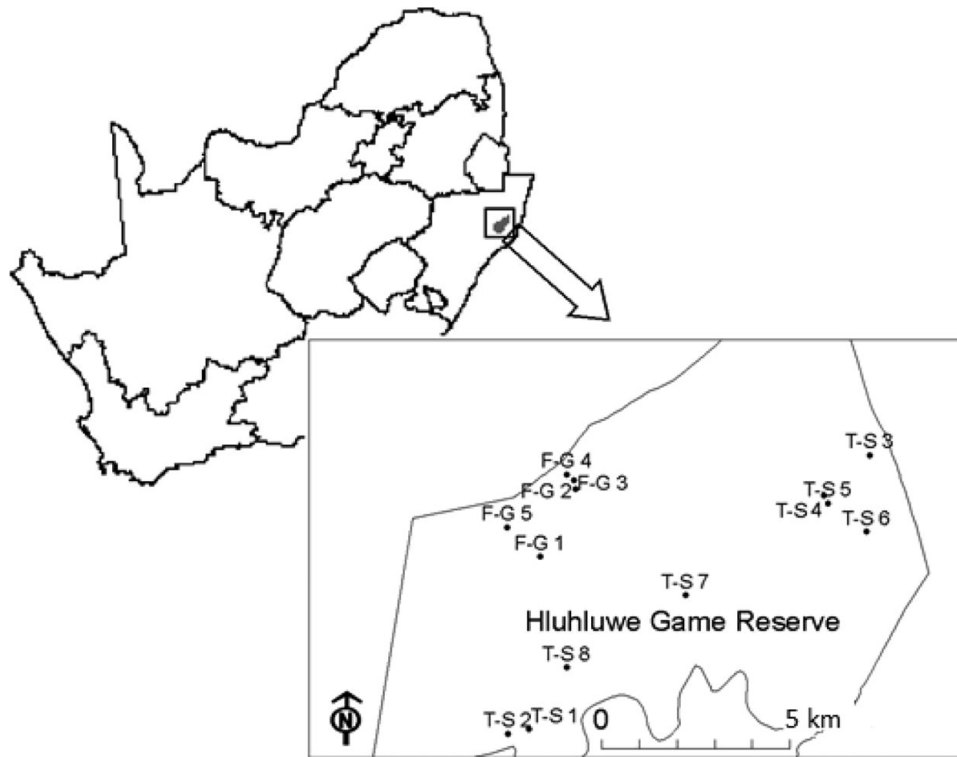 T-S 3
F-G 4
F-G 2 F-G 3
T-S 5
T-S 4
F-G 5
T-S 6
F-G 1
T-S 7
Hluhluwe Game Reserve
T-S 8
N
T-S 2 T-S 1
0 5 km